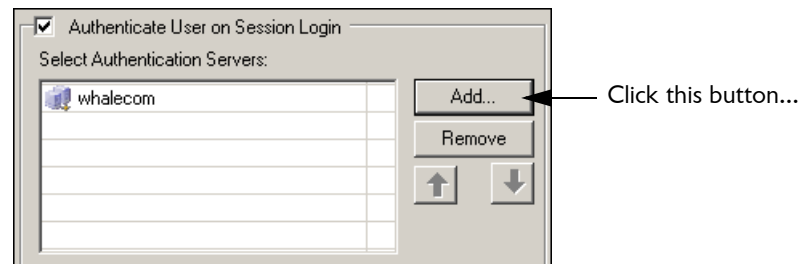 Authenticate User on Session Login
Select Authentication Servers:
whalecom
Add...
Click this button...
Remove